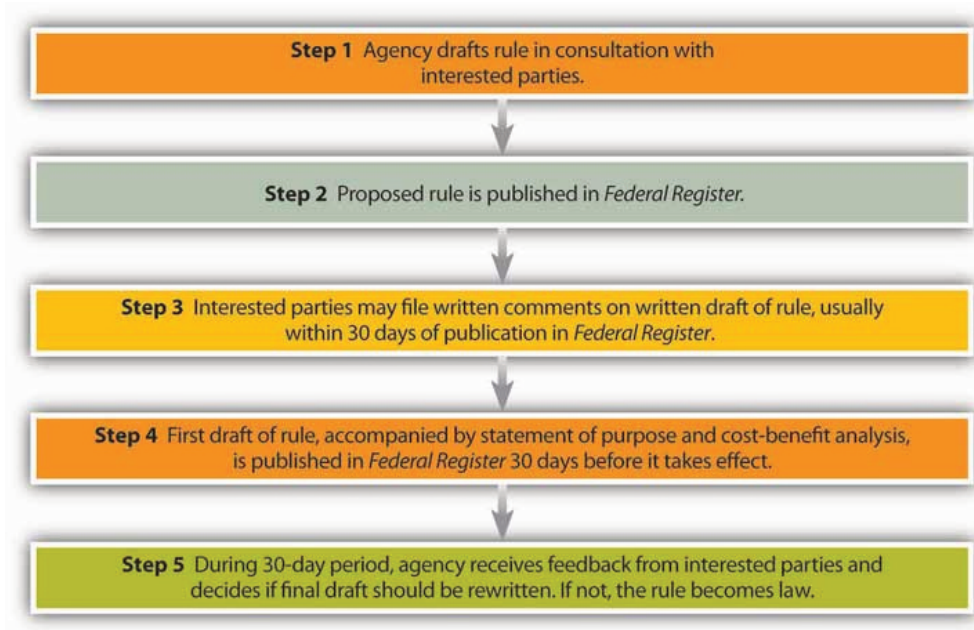 Step 1 Agency drafts rule in consultation with
interested parties.
Step 2 Proposed rule is published in Federal Register.
Step 3 Interested parties may file written comments on written draft of rule, usually
within 30 days of publication in Federal Register.
Step 4 First draft of rule, accompanied by statement of purpose and cost-benefit analysis,
is published in Federal Register 30 days before it takes effect.
Step 5 During 30-day period, agency receives feedback from interested parties and
decides if final draft should be rewritten. If not, the rule becomes law.